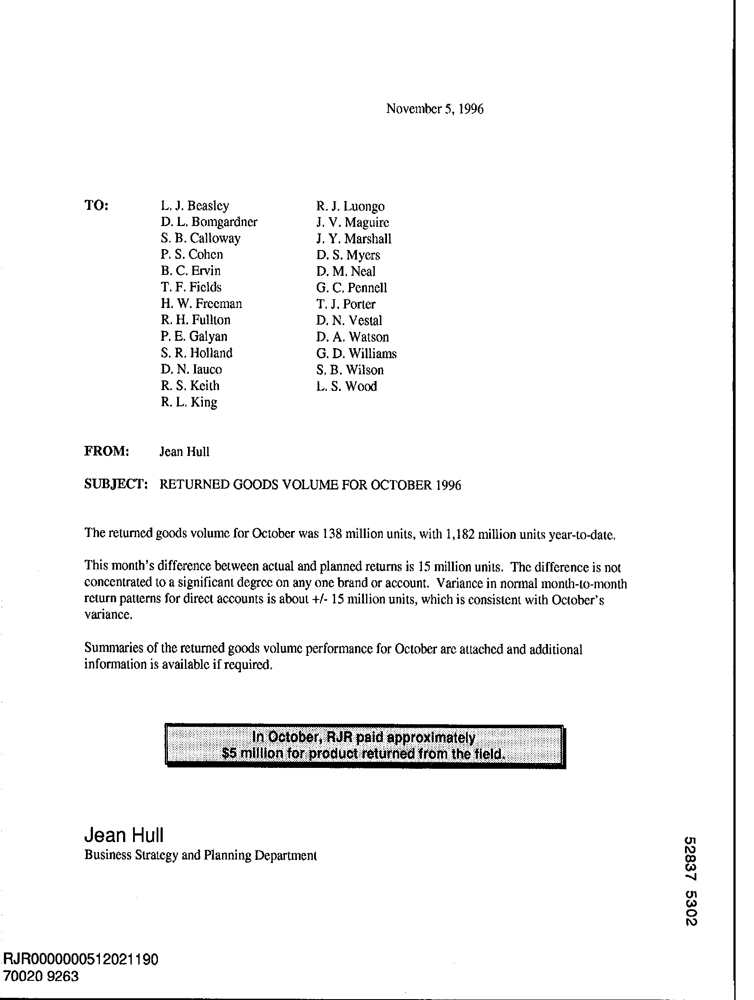 November 5, 1996
TO:
L. J. Beasley
D. L. Bomgardner
S. B. Calloway
P. S. Cohen
B. C. Ervin
T. F. Fields
H. W. Freeman
R. H. Fullton
P. E. Galyan
S. R. Holland
D. N. Iauco
R. S. Keith
R. L. King
R. J. Luongo
J. V. Maguire
J. Y. Marshall
D. S. Myers
D. M. Neal
G. C. Pennell
T. J. Porter
D. N. Vestal
D. A. Watson
G. D. Williams
S. B. Wilson
L. S. Wood
FROM: Jean Hull
SUBJECT: RETURNED GOODS VOLUME FOR OCTOBER 1996
The returned goods volume for October was 138 million units, with 1,182 million units year-to-date.
This month's difference between actual and planned returns is 15 million units. The difference is not
concentrated to a significant degree on any one brand or account. Variance in normal month-to-month
return patterns for direct accounts is about +/- 15 million units, which is consistent with October's
variance.
Summaries of the returned goods volume performance for October are attached and additional
information is available if required.
In October, RJR paid approximately
$5 million for product returned from the field.
Jean Hull
Business Strategy and Planning Department
52837 5302
RJR0000000512021190
70020 9263